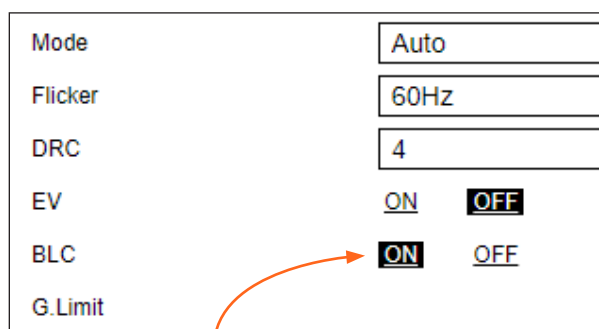 Mode Auto
Flicker 60Hz
DRC 4
EV ON OFF
BLC ON OFF
G.Limit